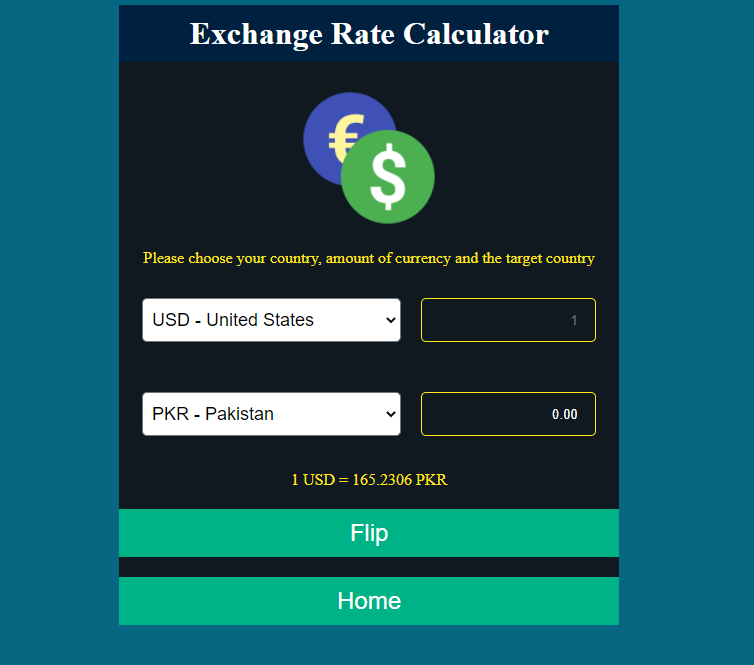 Exchange Rate Calculator
€
$
Please choose your country, amount of currency and the target country
USD - United States
1
PKR - Pakistan
0.00
1 USD = 165.2306 PKR
Flip
Home